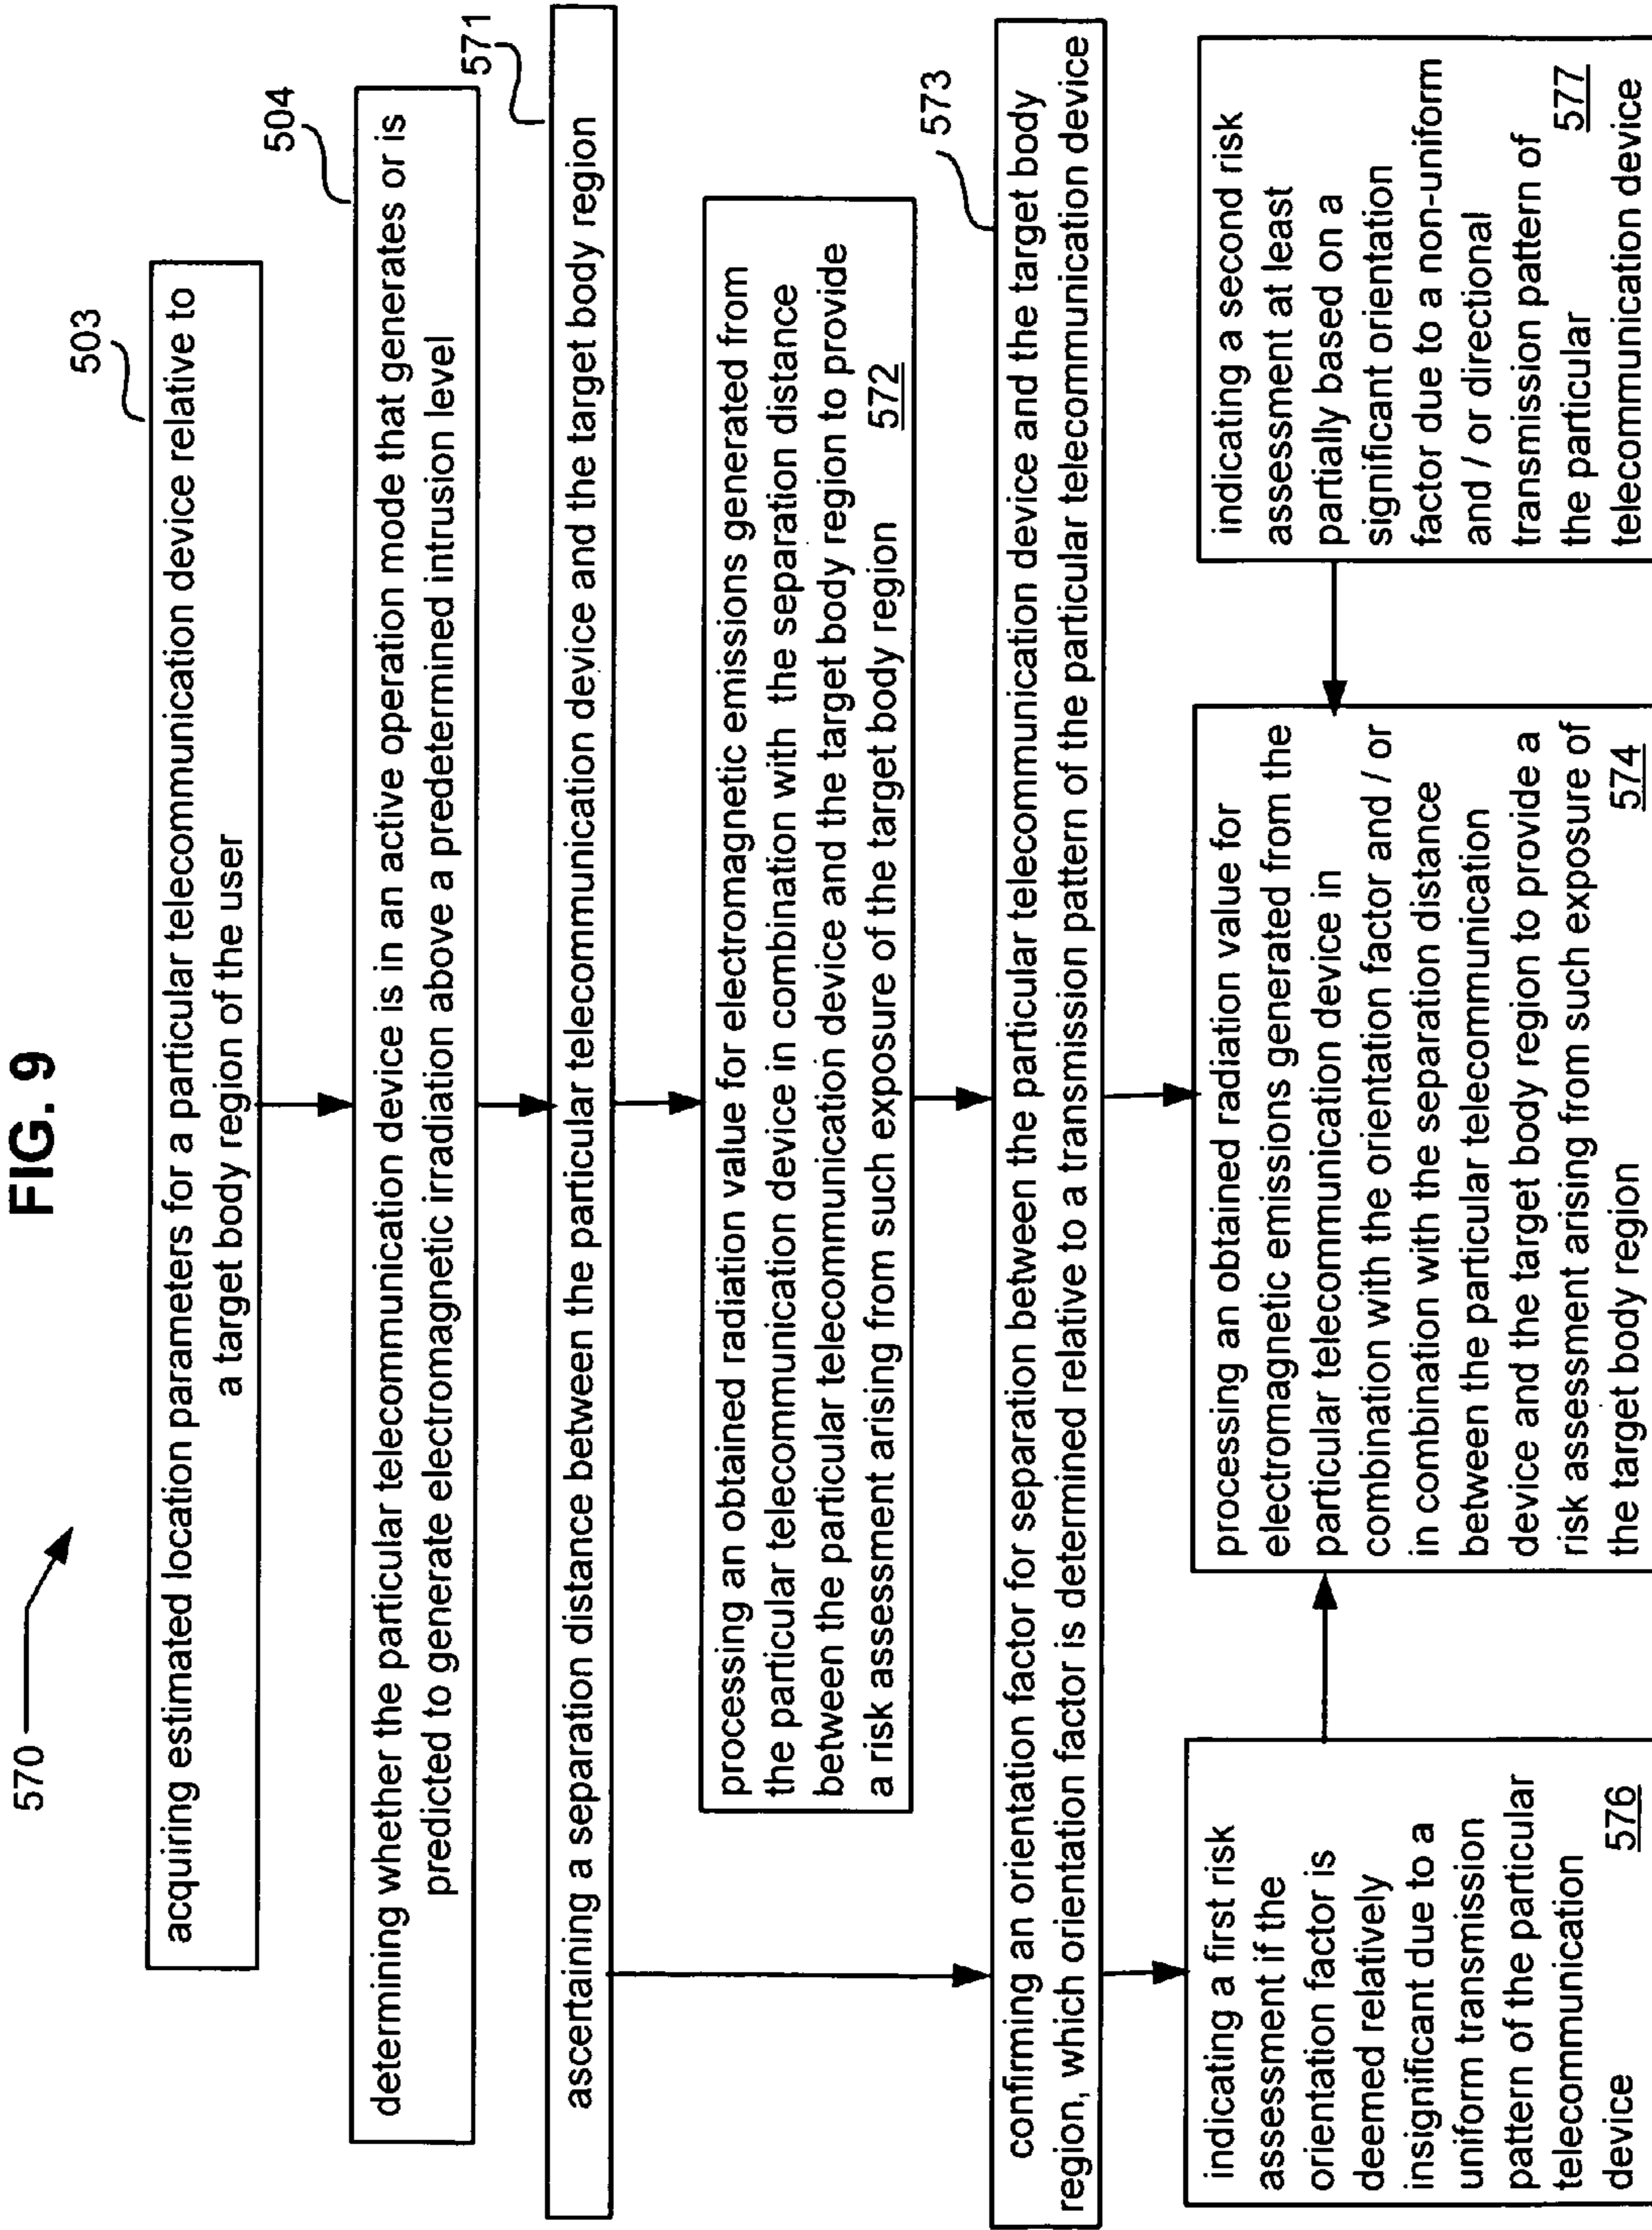 FIG. 9
570
503
acquiring estimated location parameters for a particular telecommunication device relative to
a target body region of the user
504
determining whether the particular telecommunication device is in an active operation mode that generates or is
predicted to generate electromagnetic irradiation above a predetermined intrusion level
571
ascertaining a separation distance between the particular telecommunication device and the target body region
processing an obtained radiation value for electromagnetic emissions generated from
the particular telecommunication device in combination with the separation distance
between the particular telecommunication device and the target body region to provide
a risk assessment arising from such exposure of the target body region 572
573
confirming an orientation factor for separation between the particular telecommunication device and the target body
region, which orientation factor is determined relative to a transmission pattern of the particular telecommunication device
indicating a first risk
assessment if the
orientation factor is
deemed relatively
insignificant due to a
uniform transmission
pattern of the particular
telecommunication
device 576
processing an obtained radiation value for
electromagnetic emissions generated from the
particular telecommunication device in
combination with the orientation factor and / or
in combination with the separation distance
between the particular telecommunication
device and the target body region to provide a
risk assessment arising from such exposure of
the target body region 574
indicating a second risk
assessment at least
partially based on a
significant orientation
factor due to a non-uniform
and / or directional
transmission pattern of
the particular 577
telecommunication device